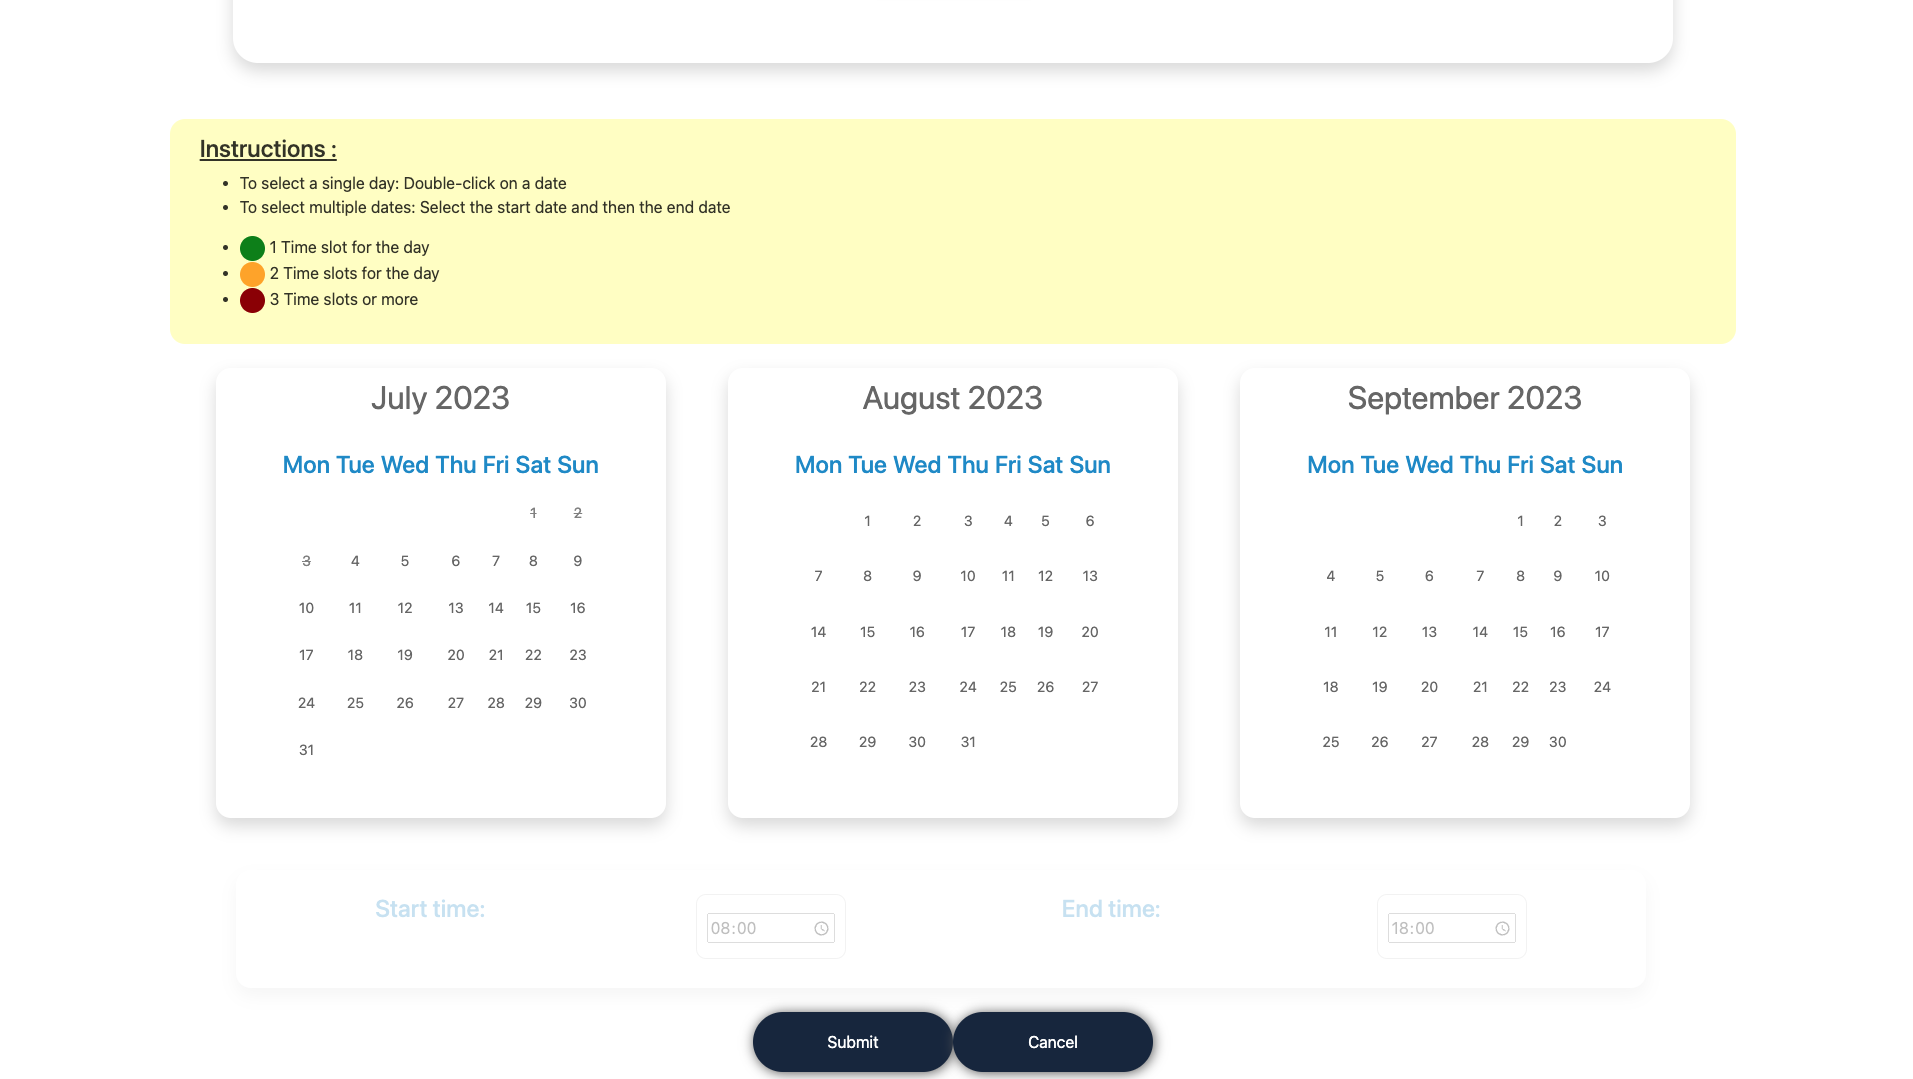 Instructions :
To select a single day: Double-click on a date
To select multiple dates: Select the start date and then the end date
1 Time slot for the day
2 Time slots for the day
3 Time slots or more
July 2023
Mon Tue Wed Thu Fri Sat Sun
1 2
3 4 5 6 7 8 9
10 11 12 13 14 15 16
17 18 19 20 21 22 23
24 25 26 27 28 29 30
31
August 2023
Mon Tue Wed Thu Fri Sat Sun
1 2 3 4 5 6
7 8 9 10 11 12 13
14 15 16 17 18 19 20
21 22 23 24 25 26 27
28 29 30 31
September 2023
Mon Tue Wed Thu Fri Sat Sun
1 2 3
4 5 6 7 8 9 10
11 12 13 14 15 16 17
18 19 20 21 22 23 24
25 26 27 28 29 30
Start time:
08:00
End time:
18:00
Submit
Cancel